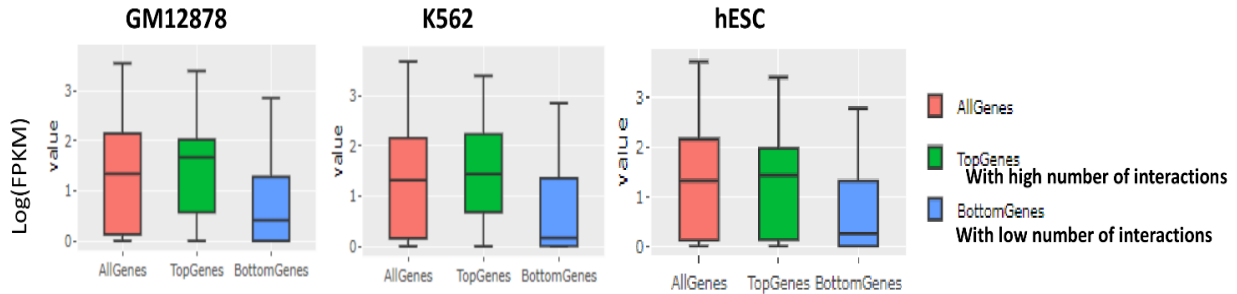 GM12878
K562
hESC
Log(FPKM)
value
3
2
1
0
AllGenes
TopGenes
BottomGenes
value
3
2
1
0
AllGenes
TopGenes
BottomGenes
value
3
2
1
0
AllGenes
TopGenes
BottomGenes
AllGenes
TopGenes
With high number of interactions
BottomGenes
With low number of interactions